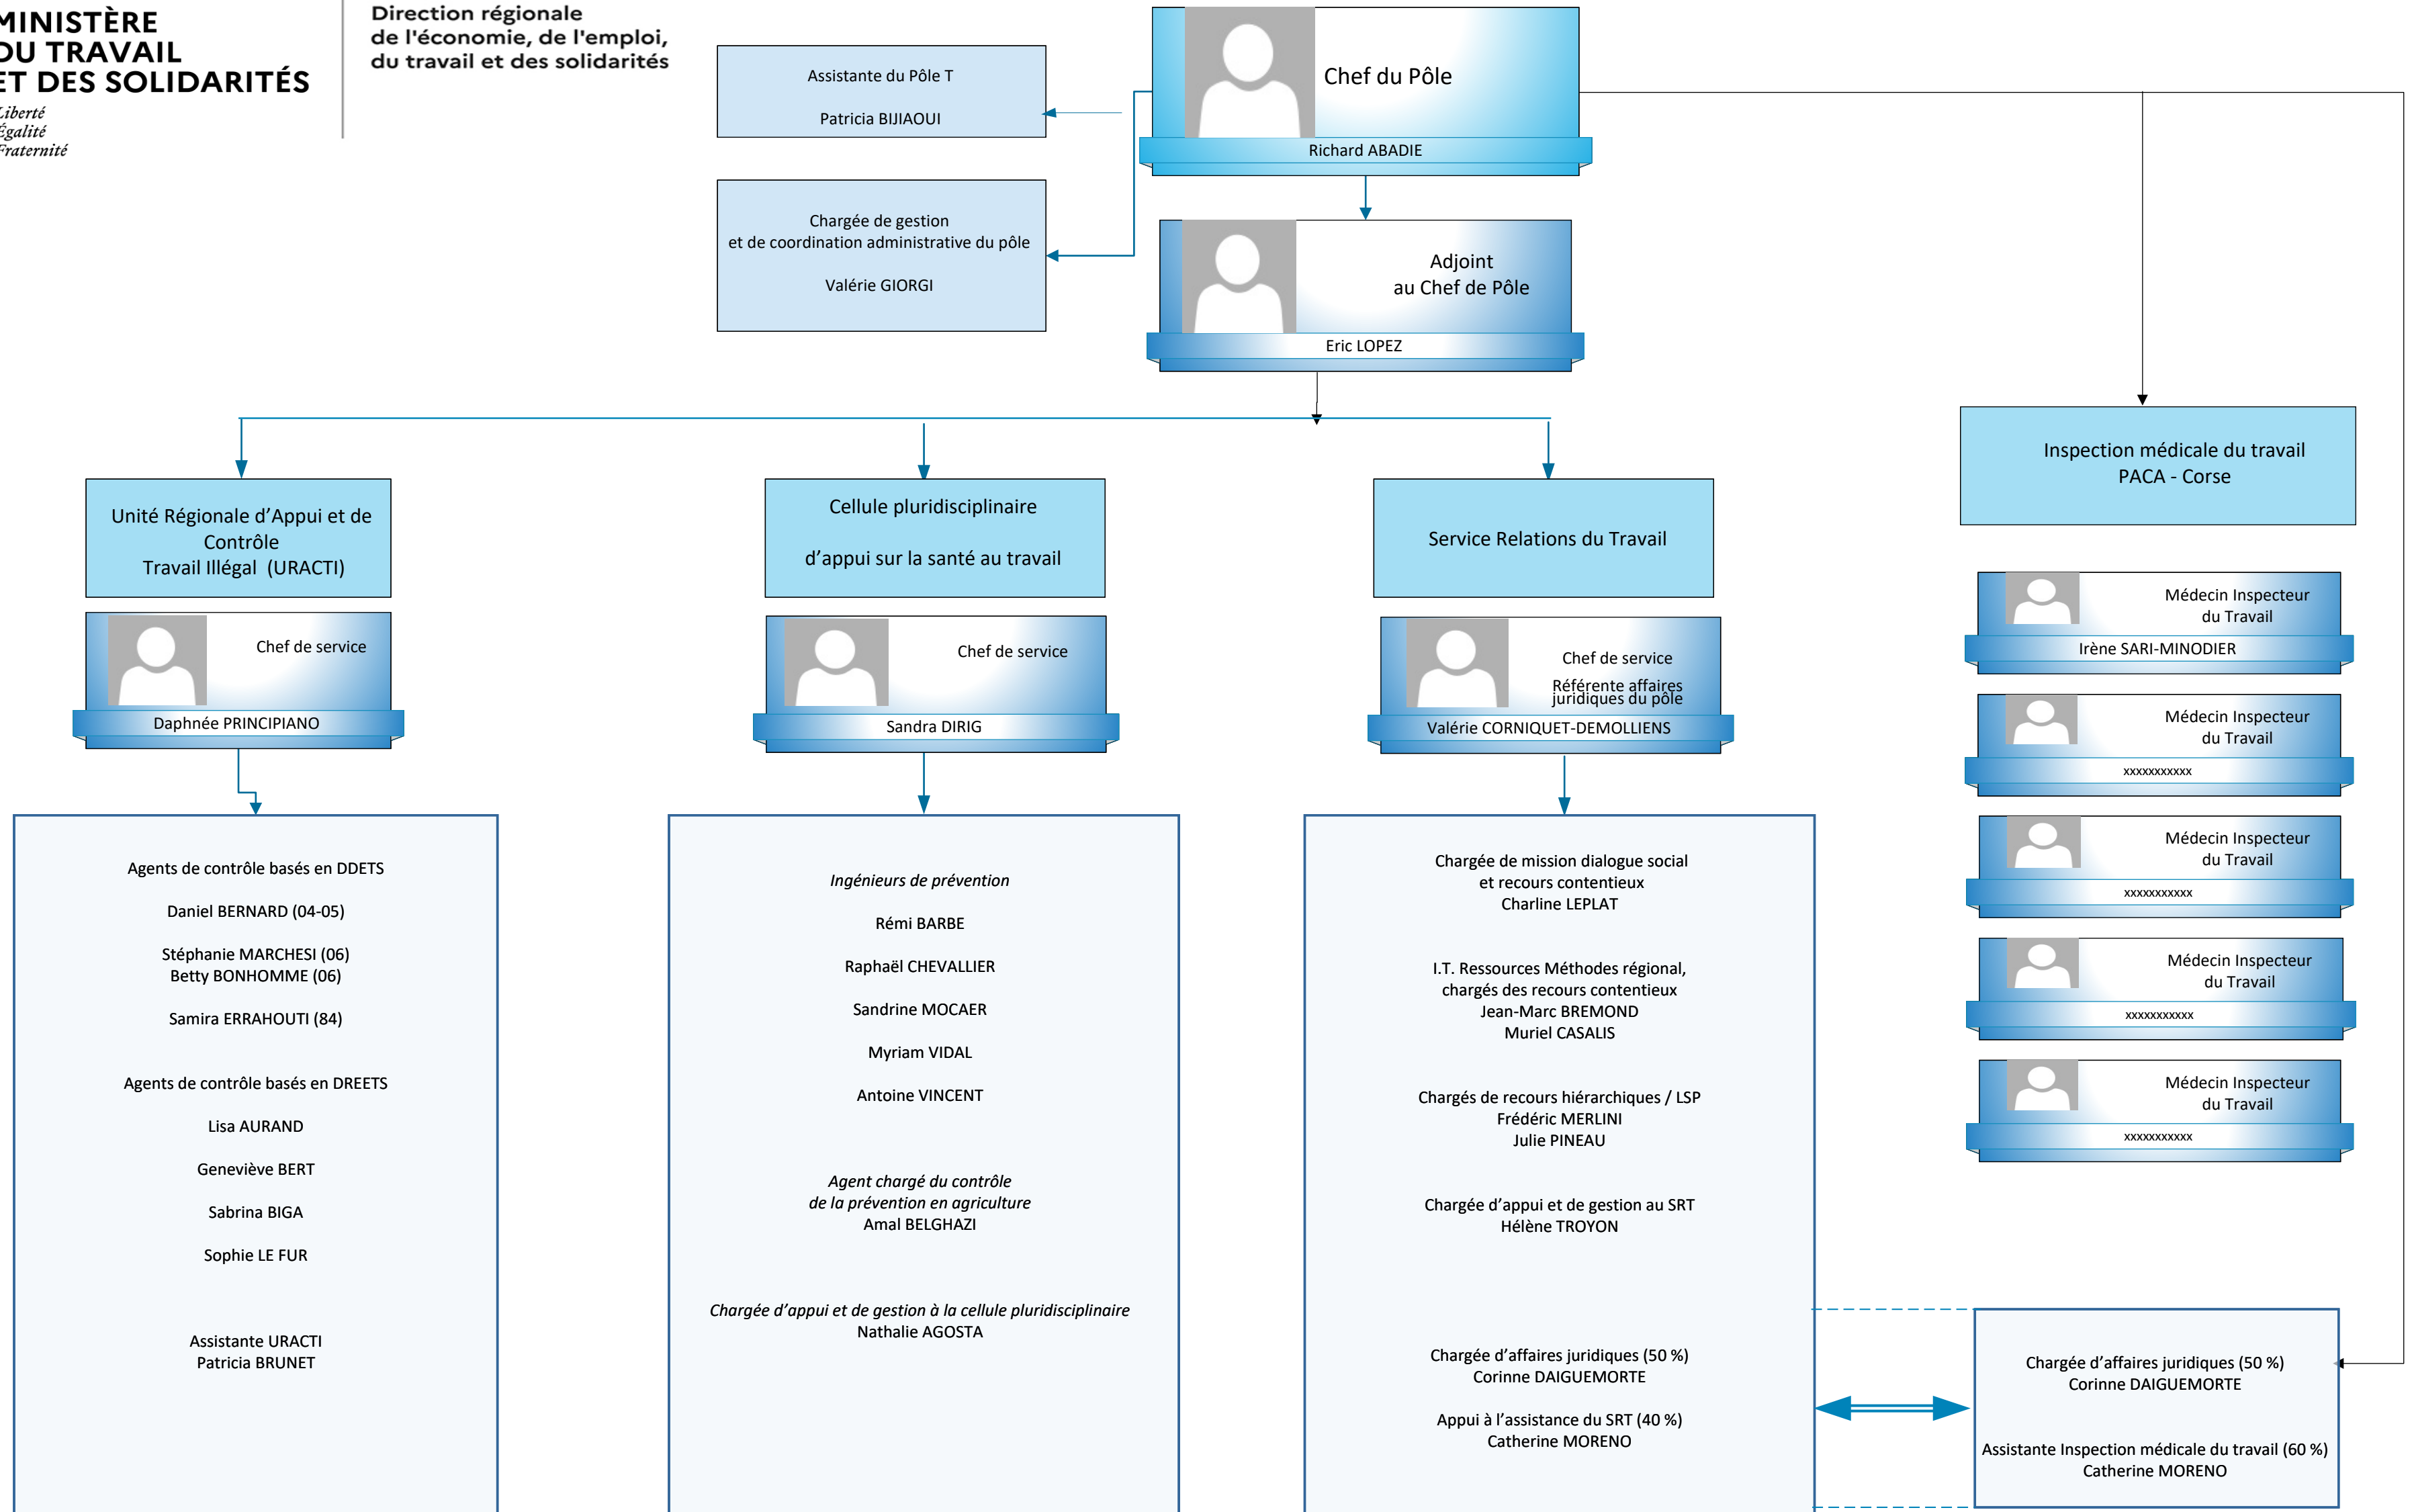 MINISTÈRE
DU TRAVAIL
ET DES SOLIDARITÉS
Liberté
Égalité
Fraternité
Direction régionale
de l'économie, de l'emploi,
du travail et des solidarités
Assistante du Pôle T
Patricia BIJIAOUI
Chargée de gestion
et de coordination administrative du pôle
Valérie GIORGI
Chef du Pôle
Richard ABADIE
Adjoint
au Chef de Pôle
Eric LOPEZ
Unité Régionale d’Appui et de
Contrôle
Travail Illégal (URACTI)
Chef de service
Daphnée PRINCIPIANO
Agents de contrôle basés en DDETS
Daniel BERNARD (04-05)
Stéphanie MARCHESI (06)
Betty BONHOMME (06)
Samira ERRAHOUTI (84)
Agents de contrôle basés en DREETS
Lisa AURAND
Geneviève BERT
Sabrina BIGA
Sophie LE FUR
Assistante URACTI
Patricia BRUNET
Cellule pluridisciplinaire
d’appui sur la santé au travail
Chef de service
Sandra DIRIG
Ingénieurs de prévention
Rémi BARBE
Raphaël CHEVALLIER
Sandrine MOCAER
Myriam VIDAL
Antoine VINCENT
Agent chargé du contrôle
de la prévention en agriculture
Amal BELGHAZI
Chargée d’appui et de gestion à la cellule pluridisciplinaire
Nathalie AGOSTA
Service Relations du Travail
Chef de service
Référente affaires
juridiques du pôle
Valérie CORNIQUET-DEMOLLIENS
Chargée de mission dialogue social
et recours contentieux
Charline LEPLAT
I.T. Ressources Méthodes régional,
chargés des recours contentieux
Jean-Marc BREMOND
Muriel CASALIS
Chargés de recours hiérarchiques / LSP
Frédéric MERLINI
Julie PINEAU
Chargée d’appui et de gestion au SRT
Hélène TROYON
Chargée d’affaires juridiques (50 %)
Corinne DAIGUEMORTE
Appui à l’assistance du SRT (40 %)
Catherine MORENO
Inspection médicale du travail
PACA - Corse
Médecin Inspecteur
du Travail
Irène SARI-MINODIER
Médecin Inspecteur
du Travail
xxxxxxxxxxx
Médecin Inspecteur
du Travail
xxxxxxxxxxx
Médecin Inspecteur
du Travail
xxxxxxxxxxx
Médecin Inspecteur
du Travail
xxxxxxxxxxx
Chargée d’affaires juridiques (50 %)
Corinne DAIGUEMORTE
Assistante Inspection médicale du travail (60 %)
Catherine MORENO